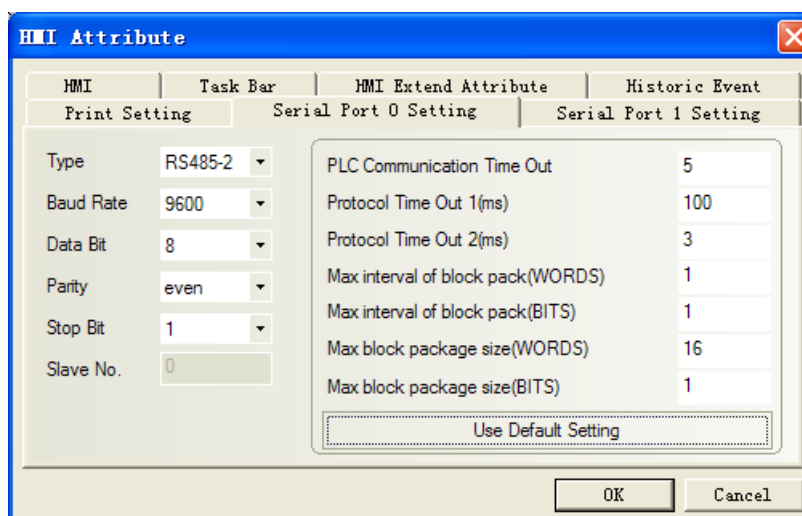 HMI Attribute
HMI Task Bar HMI Extend Attribute Historic Event
Print Setting Serial Port 0 Setting Serial Port 1 Setting
Type RS485-2
Baud Rate 9600
Data Bit 8
Parity even
Stop Bit 1
Slave No. 0
PLC Communication Time Out 5
Protocol Time Out 1(ms) 100
Protocol Time Out 2(ms) 3
Max interval of block pack(WORDS) 1
Max interval of block pack(BITS) 1
Max block package size(WORDS) 16
Max block package size(BITS) 1
Use Default Setting
OK Cancel